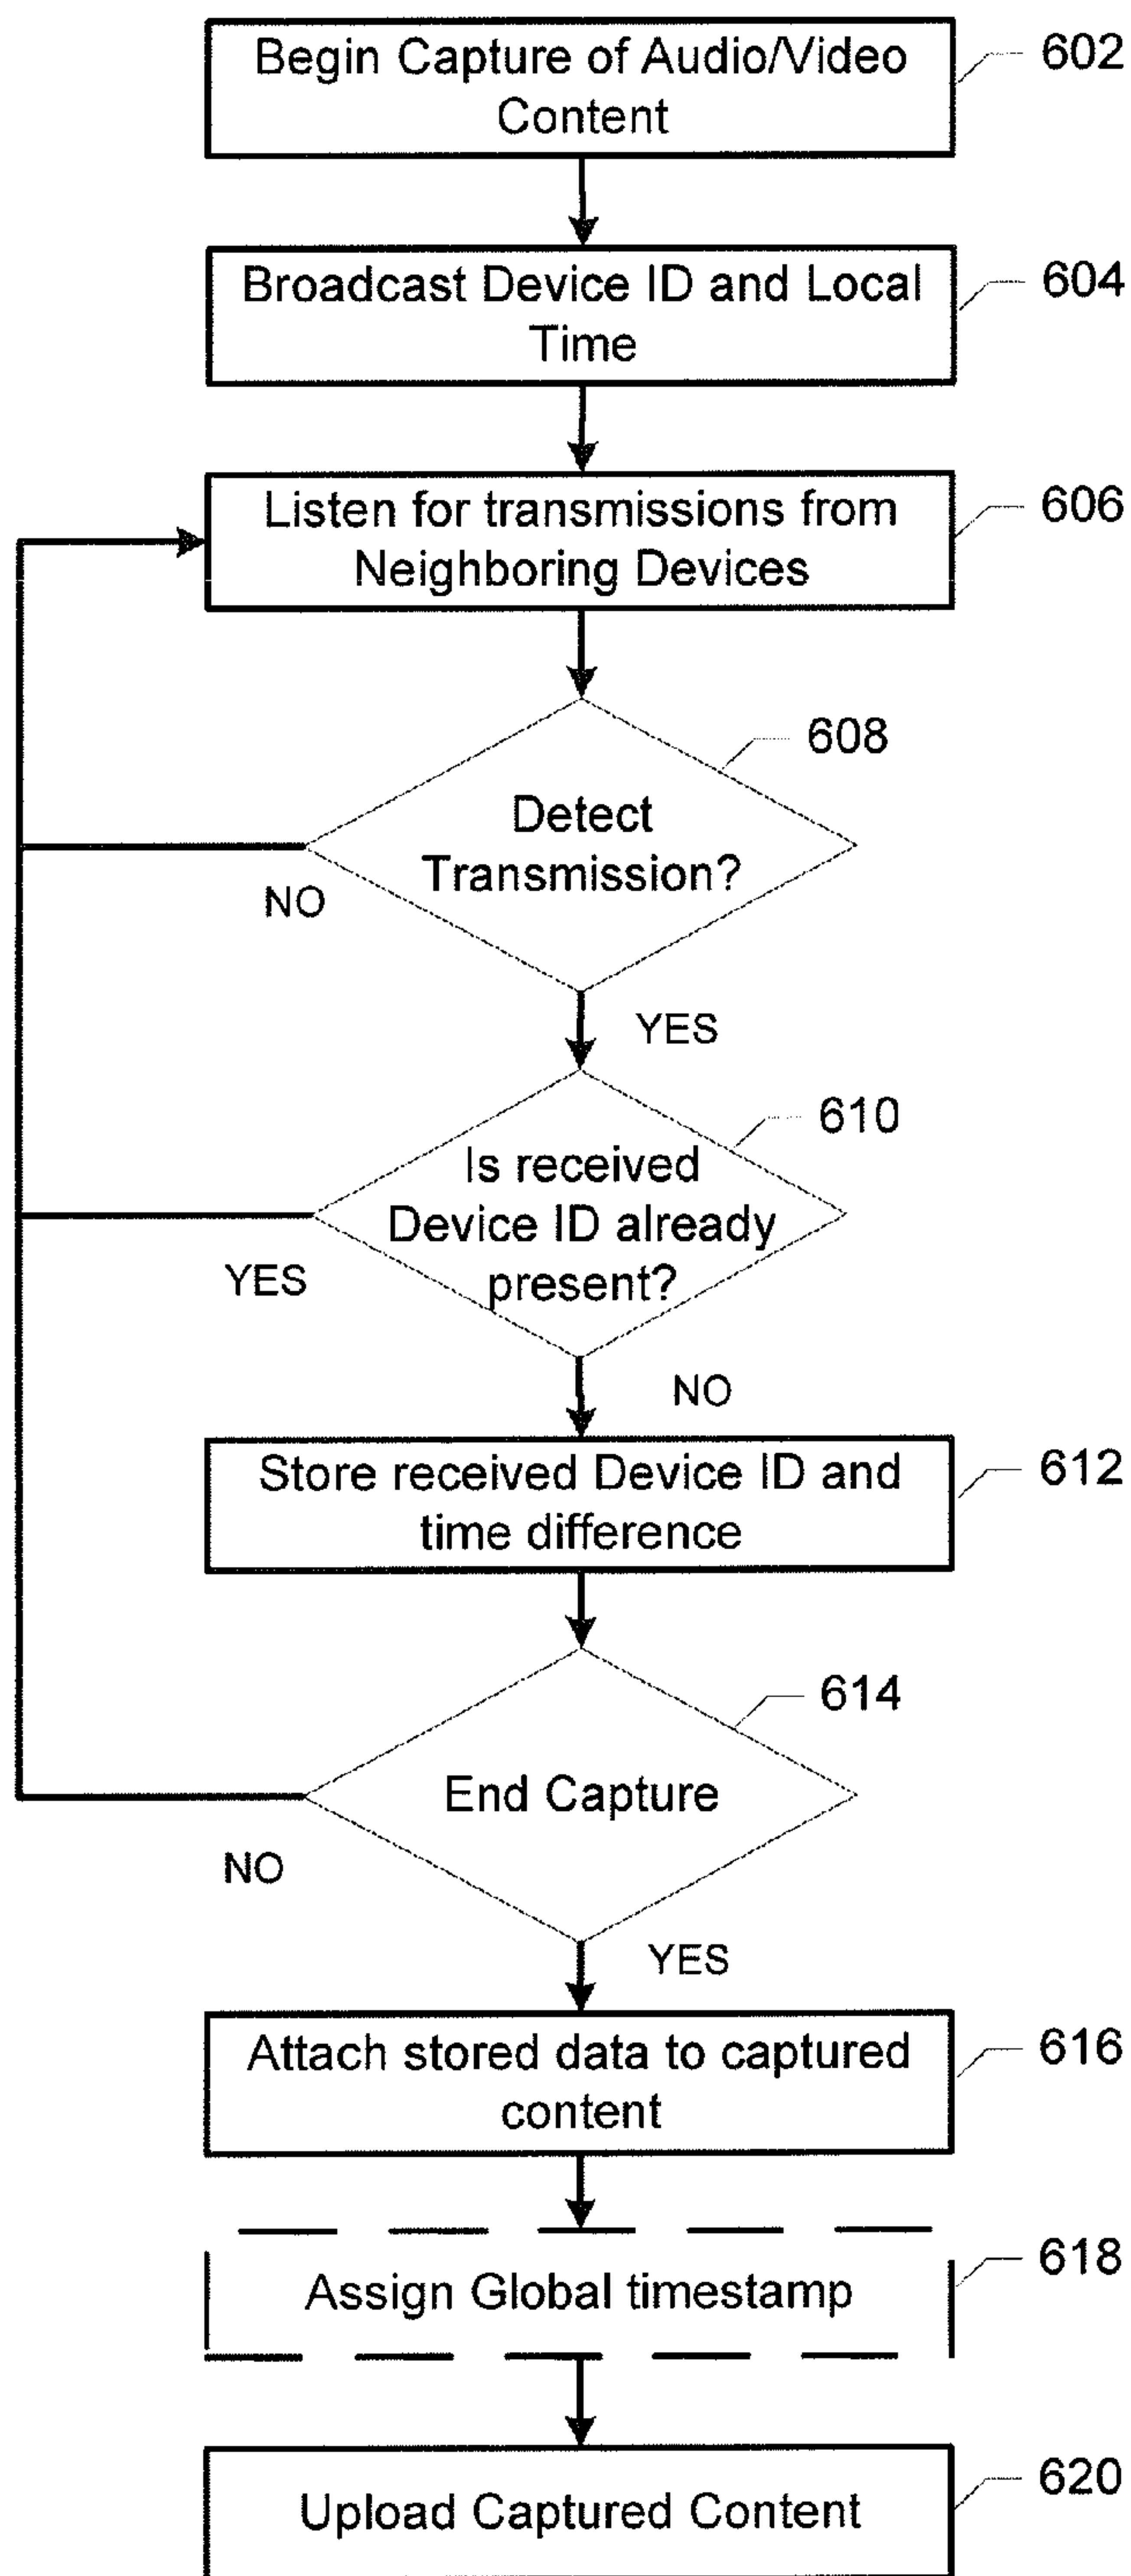 Begin Capture of Audio/Video
Content
602
Broadcast Device ID and Local
Time
604
Listen for transmissions from
Neighboring Devices
606
608
Detect
Transmission?
NO
YES
610
Is received
Device ID already
present?
YES
NO
Store received Device ID and
time difference
612
614
End Capture
NO
YES
Attach stored data to captured
content
616
Assign Global timestamp
618
Upload Captured Content
620